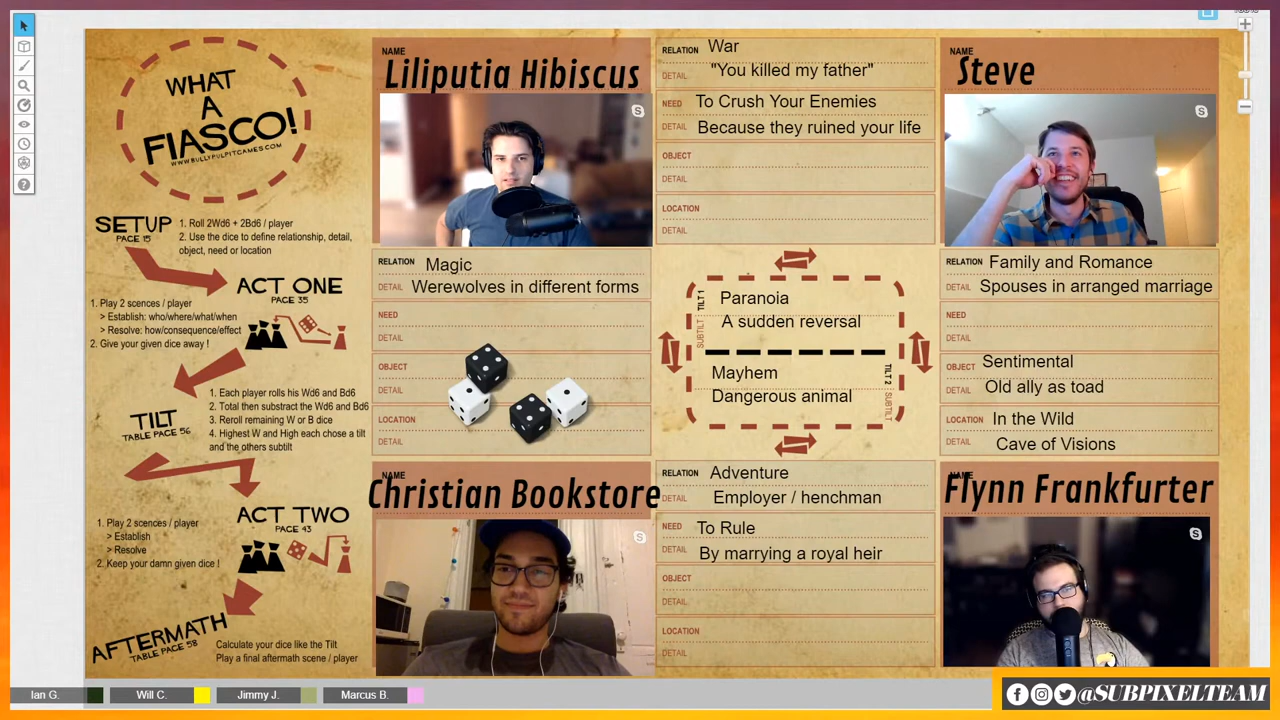 WHAT
A
FIASCO!
WWW.BULLYPULPITGAMES.COM
SETUP
PAGE 15
1. Roll 2Wd6 + 2Bd6 / player
2. Use the dice to define relationship, detail,
object, need or location
ACT ONE
PAGE 35
1. Play 2 scences / player
> Establish: who/where/what/when
> Resolve: how/consequence/effect
2. Give your given dice away !
TILT
TABLE PAGE 56
1. Each player rolls his Wd6 and Bd6
2. Total then substract the Wd6 and Bd6
3. Reroll remaining W or B dice
4. Highest W and High each chose a tilt
and the others subtilt
ACT TWO
PAGE 43
1. Play 2 scences / player
> Establish
> Resolve
2. Keep your damn given dice !
AFTERMATH
TABLE PAGE 58
Calculate your dice like the Tilt
Play a final aftermath scene / player
NAME
Liliputia Hibiscus
RELATION War
DETAIL "You killed my father"
NEED To Crush Your Enemies
DETAIL Because they ruined your life
OBJECT
DETAIL
LOCATION
DETAIL
NAME
Steve
RELATION Magic
DETAIL Werewolves in different forms
NEED
DETAIL
OBJECT
DETAIL
LOCATION
DETAIL
TILT 1
Paranoia
SUBTILT
A sudden reversal
Mayhem
TILT 2
Dangerous animal
SUBTILT
RELATION Family and Romance
DETAIL Spouses in arranged marriage
NEED
DETAIL
OBJECT Sentimental
DETAIL Old ally as toad
LOCATION In the Wild
DETAIL Cave of Visions
NAME
Christian Bookstore
RELATION Adventure
DETAIL Employer / henchman
NEED To Rule
DETAIL By marrying a royal heir
OBJECT
DETAIL
LOCATION
DETAIL
NAME
Flynn Frankfurter
Ian G.
Will C.
Jimmy J.
Marcus B.
@SUBPIXELTEAM